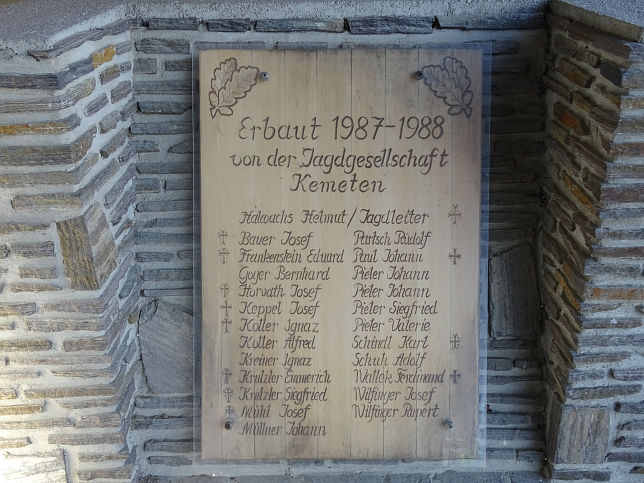 Erbaut 1987-1988
von der Jagdgesellschaft
Kemeten
Halwachs Helmut/Jagdleiter
Bauer Josef
Frankenstein Eduard
Goger Bernhard
Horvath Josef
Keppel Josef
Koller Ignaz
Koller Alfred
Kreiner Ignaz
Krutzler Emmerich
Krutzler Siegfried
Mühl Josef
Müllner Johann
Partsch Rudolf
Paul Johann
Pieler Johann
Pieler Johann
Pieler Siegfried
Pieler Valerie
Schindl Karl
Schuh Adolf
Wallek Ferdinand
Wilfinger Josef
Wilfinger Rupert